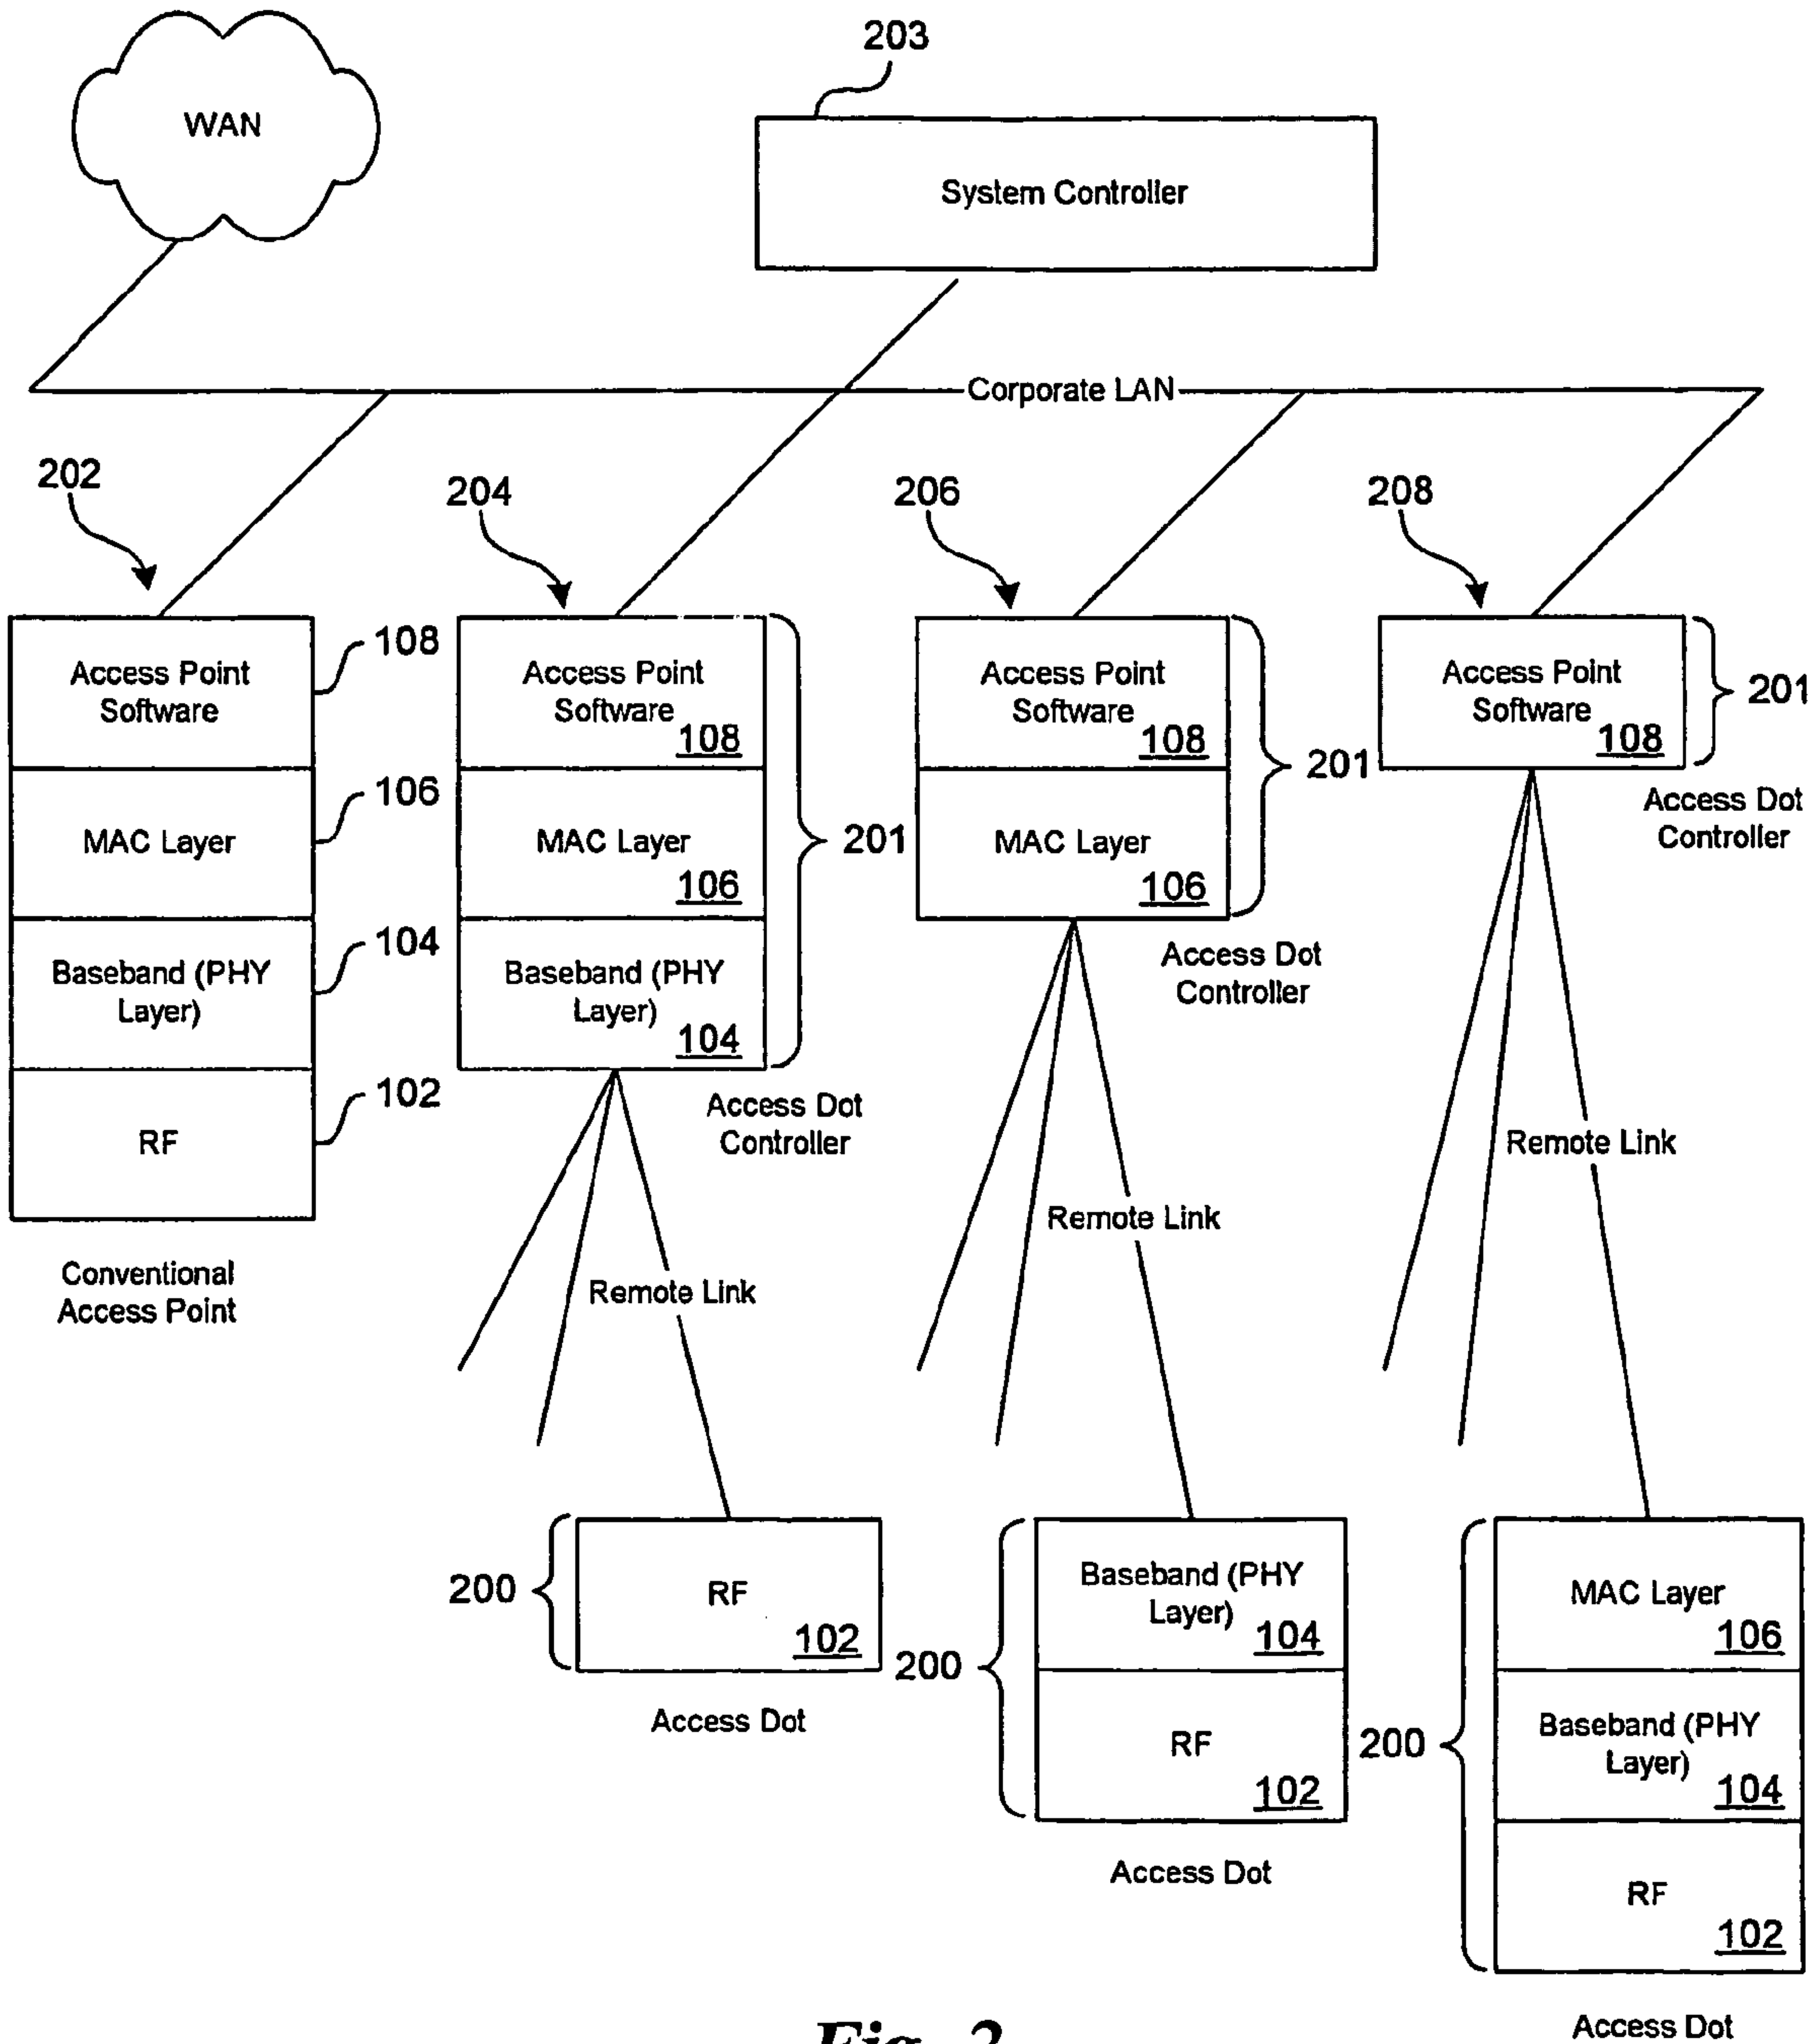 203
WAN
System Controller
Corporate LAN
202
204
206
208
Access Point
Software
108
MAC Layer
106
Baseband (PHY
Layer)
104
RF
102
Conventional
Access Point
Access Point
Software
108
MAC Layer
106
Baseband (PHY
Layer)
104
201
Access Dot
Controller
Remote Link
200
RF
102
Access Dot
Access Point
Software
108
MAC Layer
106
201
Access Dot
Controller
Remote Link
200
Baseband (PHY
Layer)
104
RF
102
Access Dot
Access Point
Software
108
201
Access Dot
Controller
Remote Link
200
MAC Layer
106
Baseband (PHY
Layer)
104
RF
102
Access Dot
Fig. 2